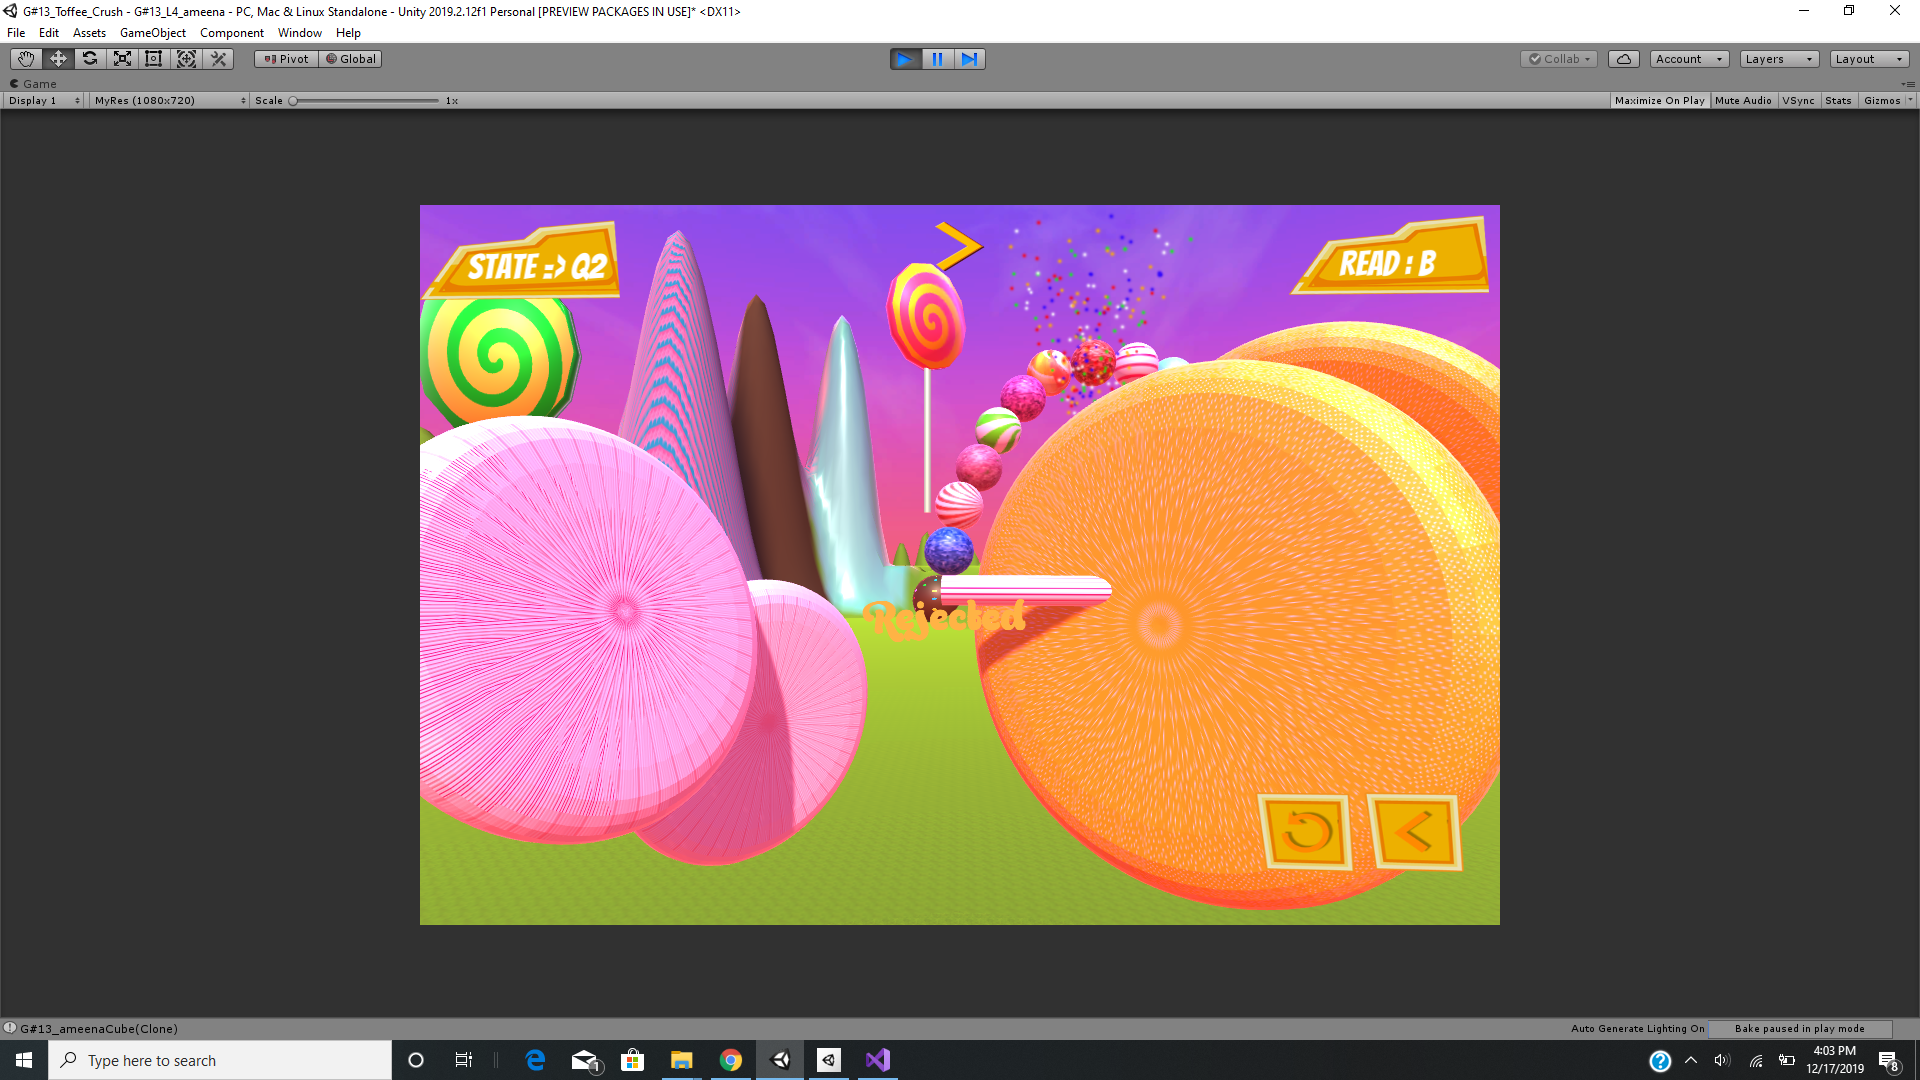 G#13_Toffee_Crush - G#13_L4_ameena - PC, Mac & Linux Standalone - Unity 2019.2.12f1 Personal [PREVIEW PACKAGES IN USE]* <DX11>
File Edit Assets GameObject Component Window Help
Pivot Global Collab Account Layers Layout
Game
Display 1 MyRes (1080x720) Scale 1x Maximize On Play Mute Audio VSync Stats Gizmos
STATE => Q2
READ : B
Rejected
G#13_ameenaCube(Clone)
Auto Generate Lighting On Bake paused in play mode
Type here to search
1
4:03 PM
12/17/2019
8